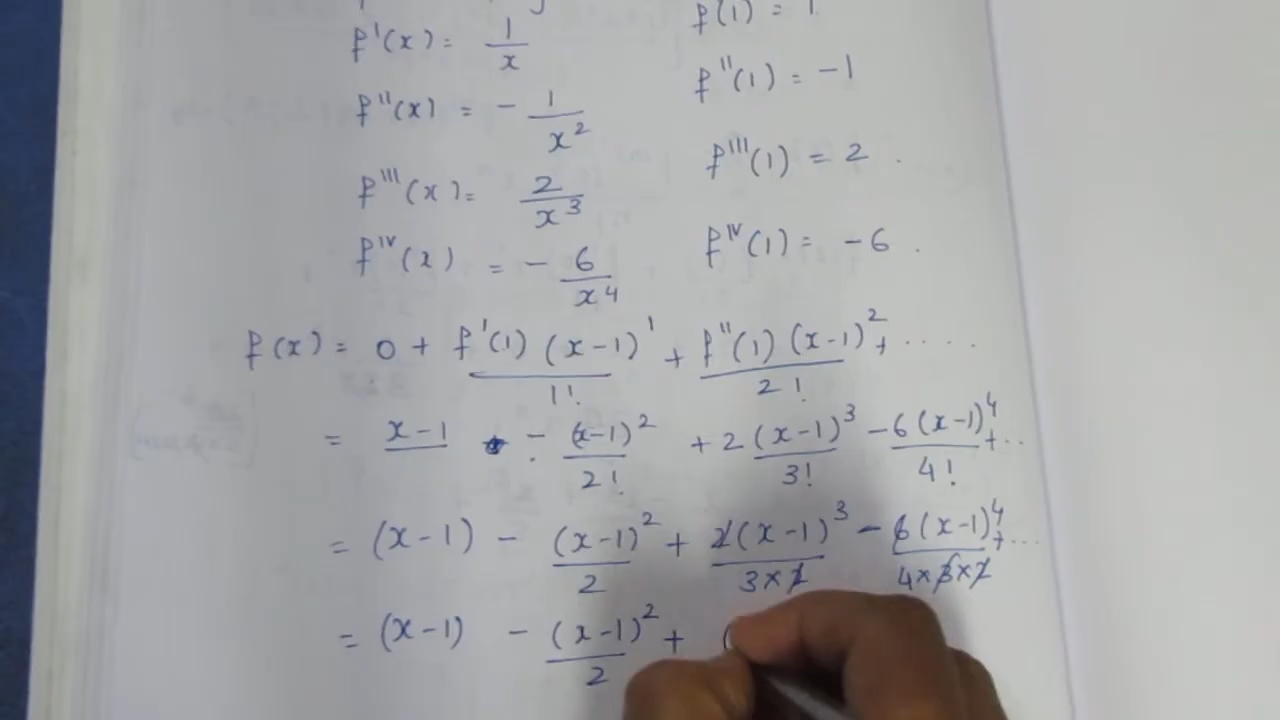 f'(x) = 1/x    f(1) = 1
f''(x) = - 1/x²    f''(1) = -1
f'''(x) = 2/x³    f'''(1) = 2 .
f^IV(x) = - 6/x⁴    f^IV(1) = -6 .
f(x) = 0 + f'(1) (x-1)¹/1! + f''(1) (x-1)²/2! + ....
= x-1 - (x-1)²/2! + 2(x-1)³/3! - 6(x-1)⁴/4! + ..
= (x-1) - (x-1)²/2 + 2(x-1)³/3×2 - 6(x-1)⁴/4×3×2 + ...
= (x-1) - (x-1)²/2 + (